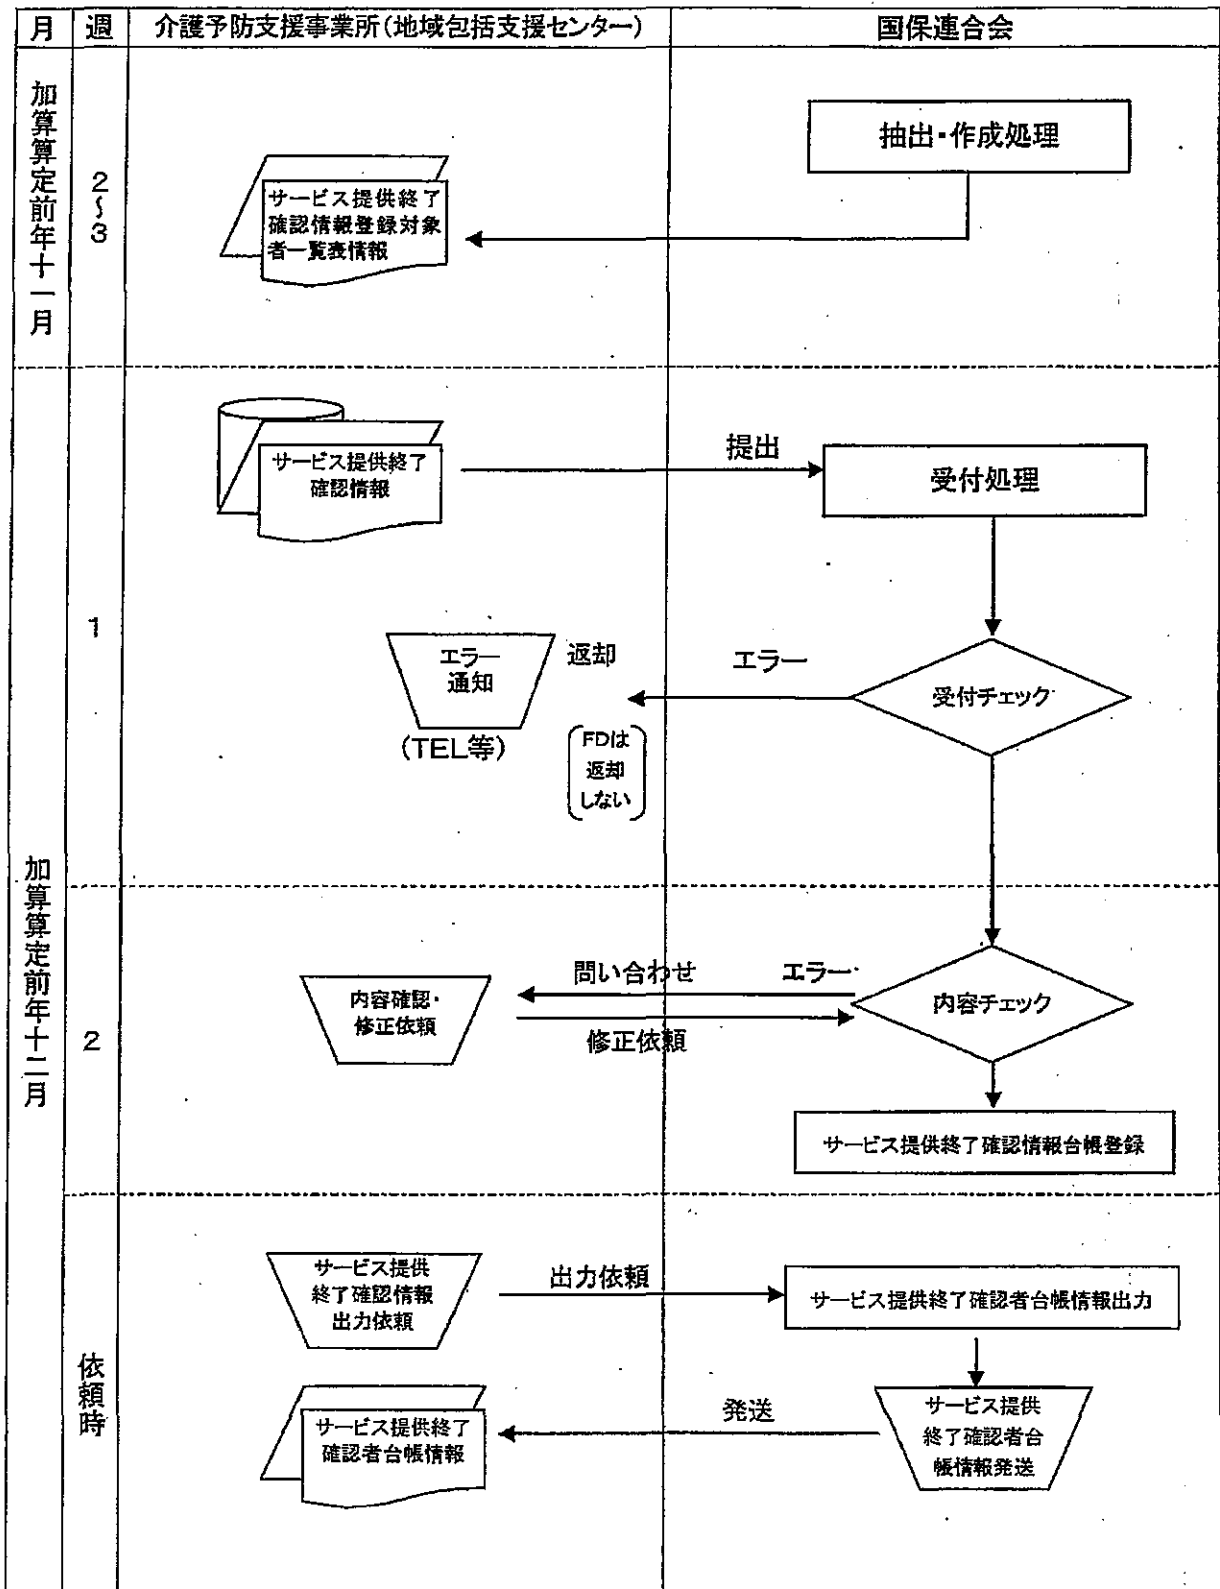 月 週 介護予防支援事業所(地域包括支援センター) 国保連合会
加算算定前年十一月
2〜3
抽出・作成処理
サービス提供終了
確認情報登録対象
者一覧表情報
加算算定前年十二月
1
サービス提供終了
確認情報
提出
受付処理
エラー
通知
(TEL等)
返却
エラー
受付チェック
FDは
返却
しない
2
内容確認・
修正依頼
問い合わせ
エラー
修正依頼
内容チェック
サービス提供終了確認情報台帳登録
依頼時
サービス提供
終了確認情報
出力依頼
出力依頼
サービス提供終了確認者台帳情報出力
サービス提供終了
確認者台帳情報
発送
サービス提供
終了確認者台
帳情報発送